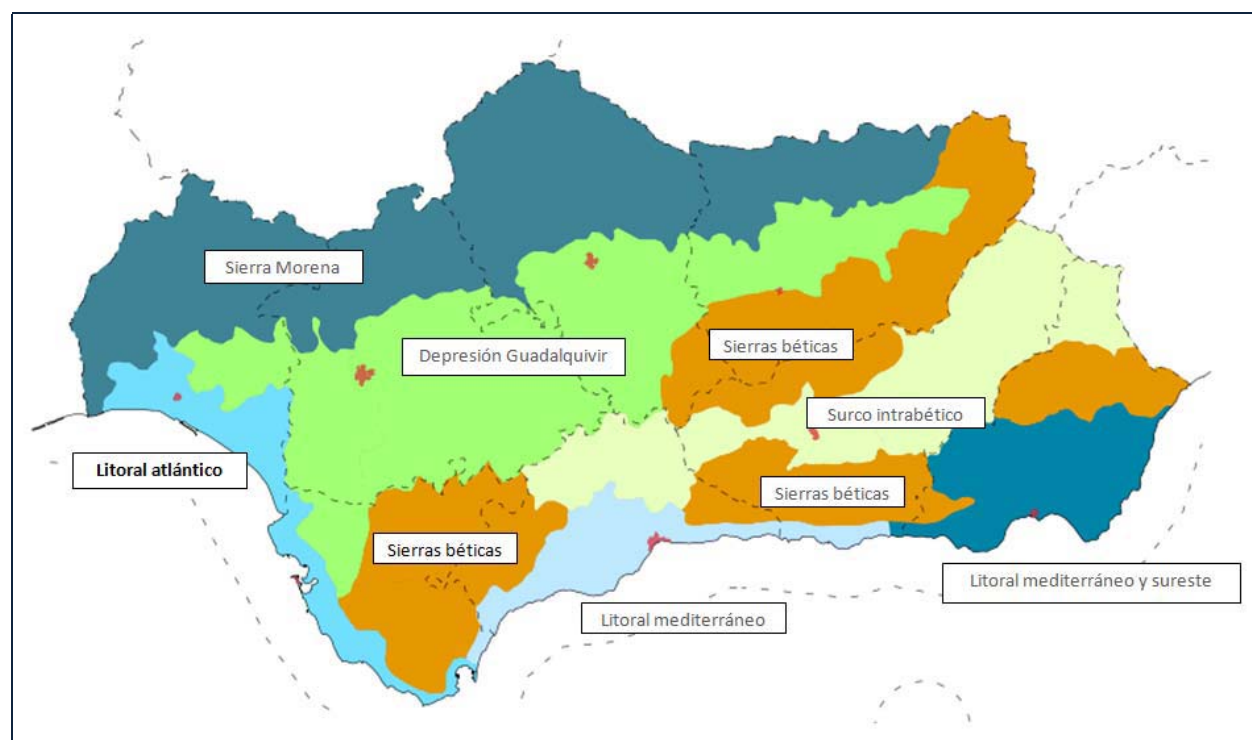 Sierra Morena
Depresión Guadalquivir
Sierras béticas
Surco intrabético
Litoral atlántico
Sierras béticas
Sierras béticas
Litoral mediterráneo y sureste
Litoral mediterráneo